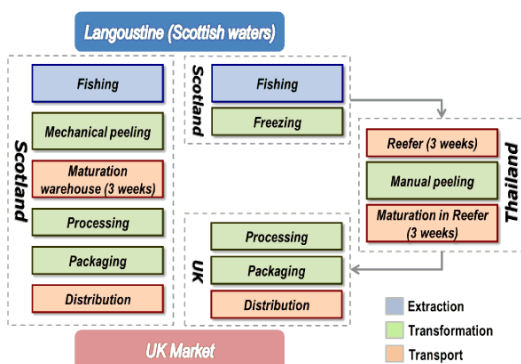 Langoustine (Scottish waters)
Scotland
Fishing
Mechanical peeling
Maturation
warehouse (3 weeks)
Processing
Packaging
Distribution
Scotland
Fishing
Freezing
Thailand
Reefer (3 weeks)
Manual peeling
Maturation in Reefer
(3 weeks)
UK
Processing
Packaging
Distribution
Extraction
Transformation
Transport
UK Market